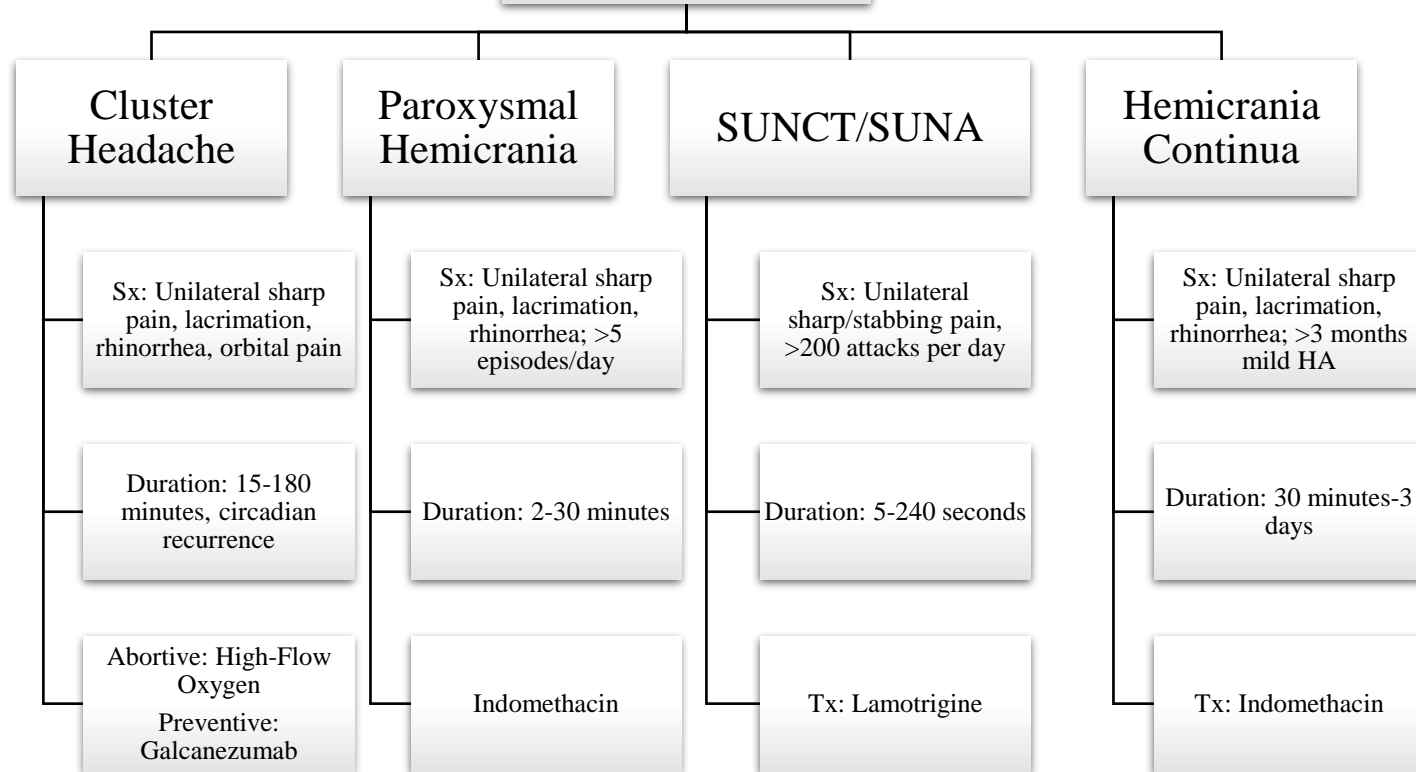 Cluster
Headache
Paroxysmal
Hemicrania
SUNCT/SUNA
Hemicrania
Continua
Sx: Unilateral sharp
pain, lacrimation,
rhinorrhea, orbital pain
Sx: Unilateral sharp
pain, lacrimation,
rhinorrhea; >5
episodes/day
Sx: Unilateral
sharp/stabbing pain,
>200 attacks per day
Sx: Unilateral sharp
pain, lacrimation,
rhinorrhea; >3 months
mild HA
Duration: 15-180
minutes, circadian
recurrence
Duration: 2-30 minutes
Duration: 5-240 seconds
Duration: 30 minutes-3
days
Abortive: High-Flow
Oxygen
Preventive:
Galcanezumab
Indomethacin
Tx: Lamotrigine
Tx: Indomethacin